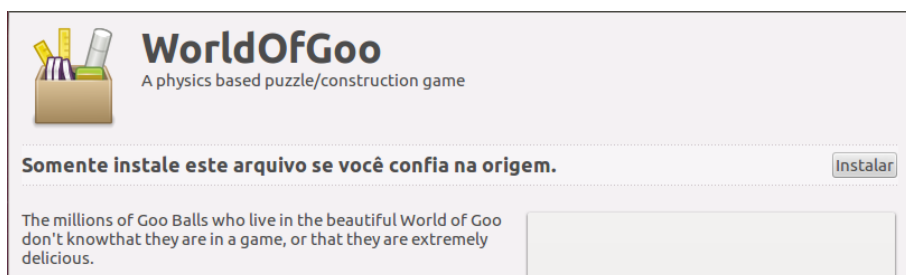 WorldOfGoo
A physics based puzzle/construction game
Somente instale este arquivo se você confia na origem.
Instalar
The millions of Goo Balls who live in the beautiful World of Goo
don't knowthat they are in a game, or that they are extremely
delicious.